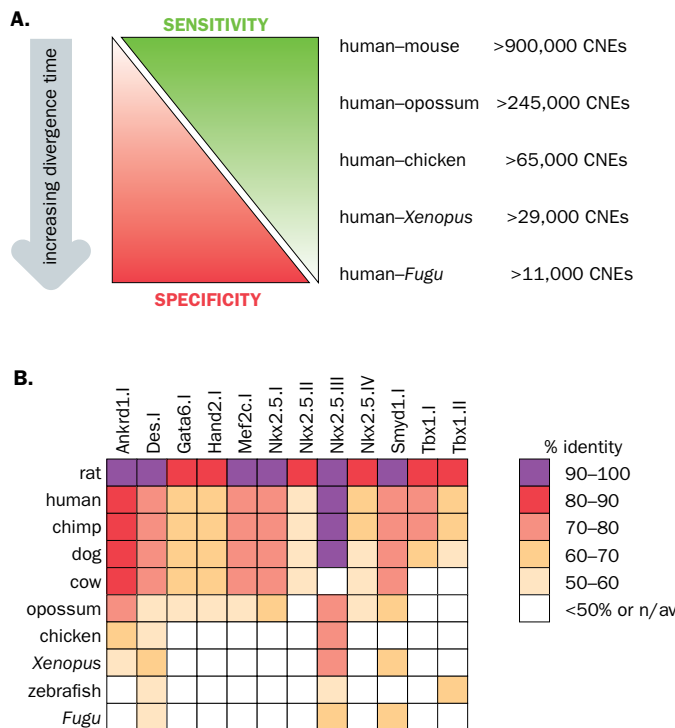 A.
SENSITIVITY
increasing divergence time
human–mouse >900,000 CNEs
human–opossum >245,000 CNEs
human–chicken >65,000 CNEs
human–Xenopus >29,000 CNEs
human–Fugu >11,000 CNEs
SPECIFICITY
B.
Ankrd1.I
Des.I
Gata6.I
Hand2.I
Mef2c.I
Nkx2.5.I
Nkx2.5.II
Nkx2.5.III
Nkx2.5.IV
Smyd1.I
Tbx1.I
Tbx1.II
rat
human
chimp
dog
cow
opossum
chicken
Xenopus
zebrafish
Fugu
% identity
90–100
80–90
70–80
60–70
50–60
<50% or n/av